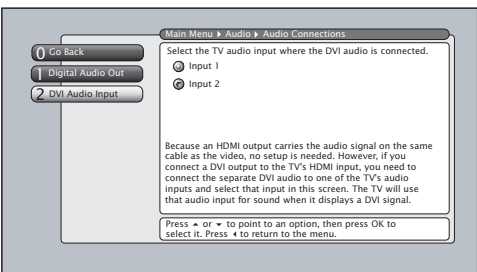 Main Menu ▸ Audio ▸ Audio Connections
0 Go Back
1 Digital Audio Out
2 DVI Audio Input
Select the TV audio input where the DVI audio is connected.
Input 1
Input 2
Because an HDMI output carries the audio signal on the same
cable as the video, no setup is needed. However, if you
connect a DVI output to the TV's HDMI input, you need to
connect the separate DVI audio to one of the TV's audio
inputs and select that input in this screen. The TV will use
that audio input for sound when it displays a DVI signal.
Press ▴ or ▾ to point to an option, then press OK to
select it. Press ◂ to return to the menu.